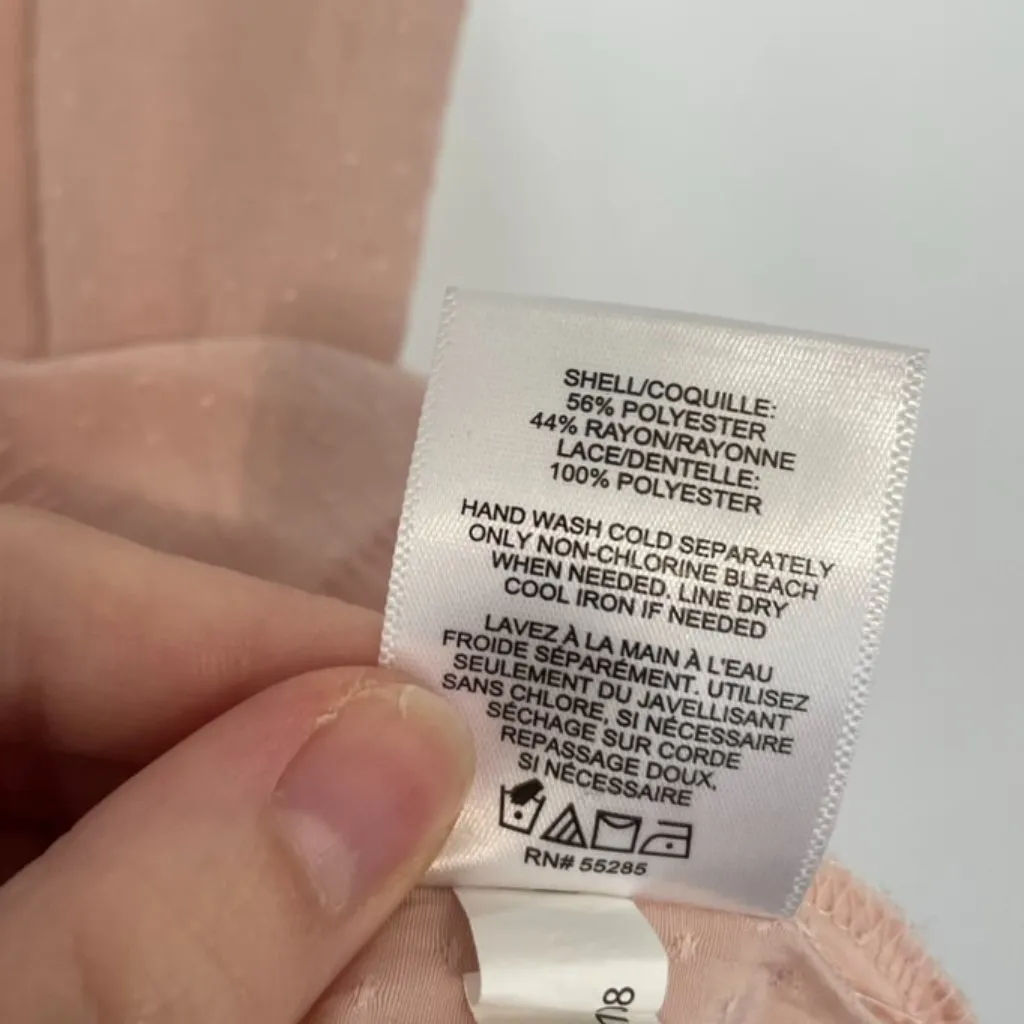 SHELL/COQUILLE:
56% POLYESTER
44% RAYON/RAYONNE
LACE/DENTELLE:
100% POLYESTER
HAND WASH COLD SEPARATELY
ONLY NON-CHLORINE BLEACH
WHEN NEEDED. LINE DRY
COOL IRON IF NEEDED
LAVEZ À LA MAIN À L'EAU
FROIDE SÉPARÉMENT. UTILISEZ
SEULEMENT DU JAVELLISANT
SANS CHLORE, SI NÉCESSAIRE
SÉCHAGE SUR CORDE
REPASSAGE DOUX,
SI NÉCESSAIRE
RN# 55285